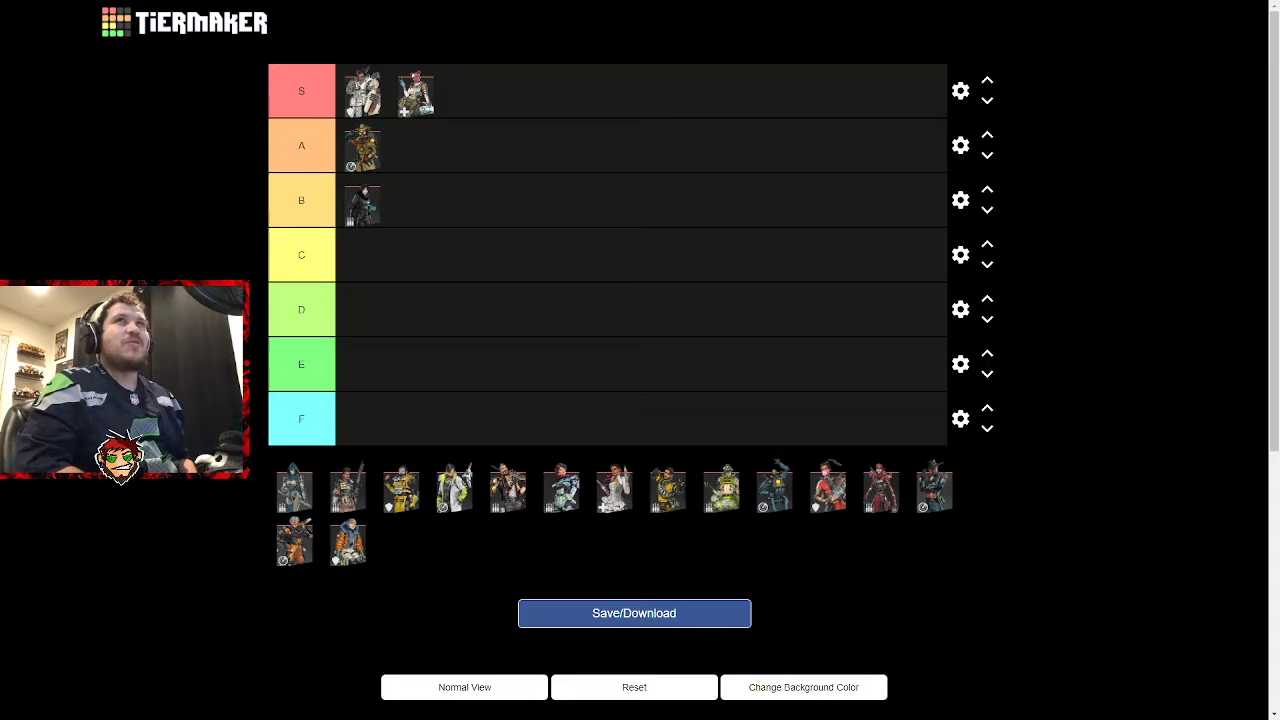 TiERMAKER
S
A
B
C
D
E
F
Save/Download
Normal View
Reset
Change Background Color